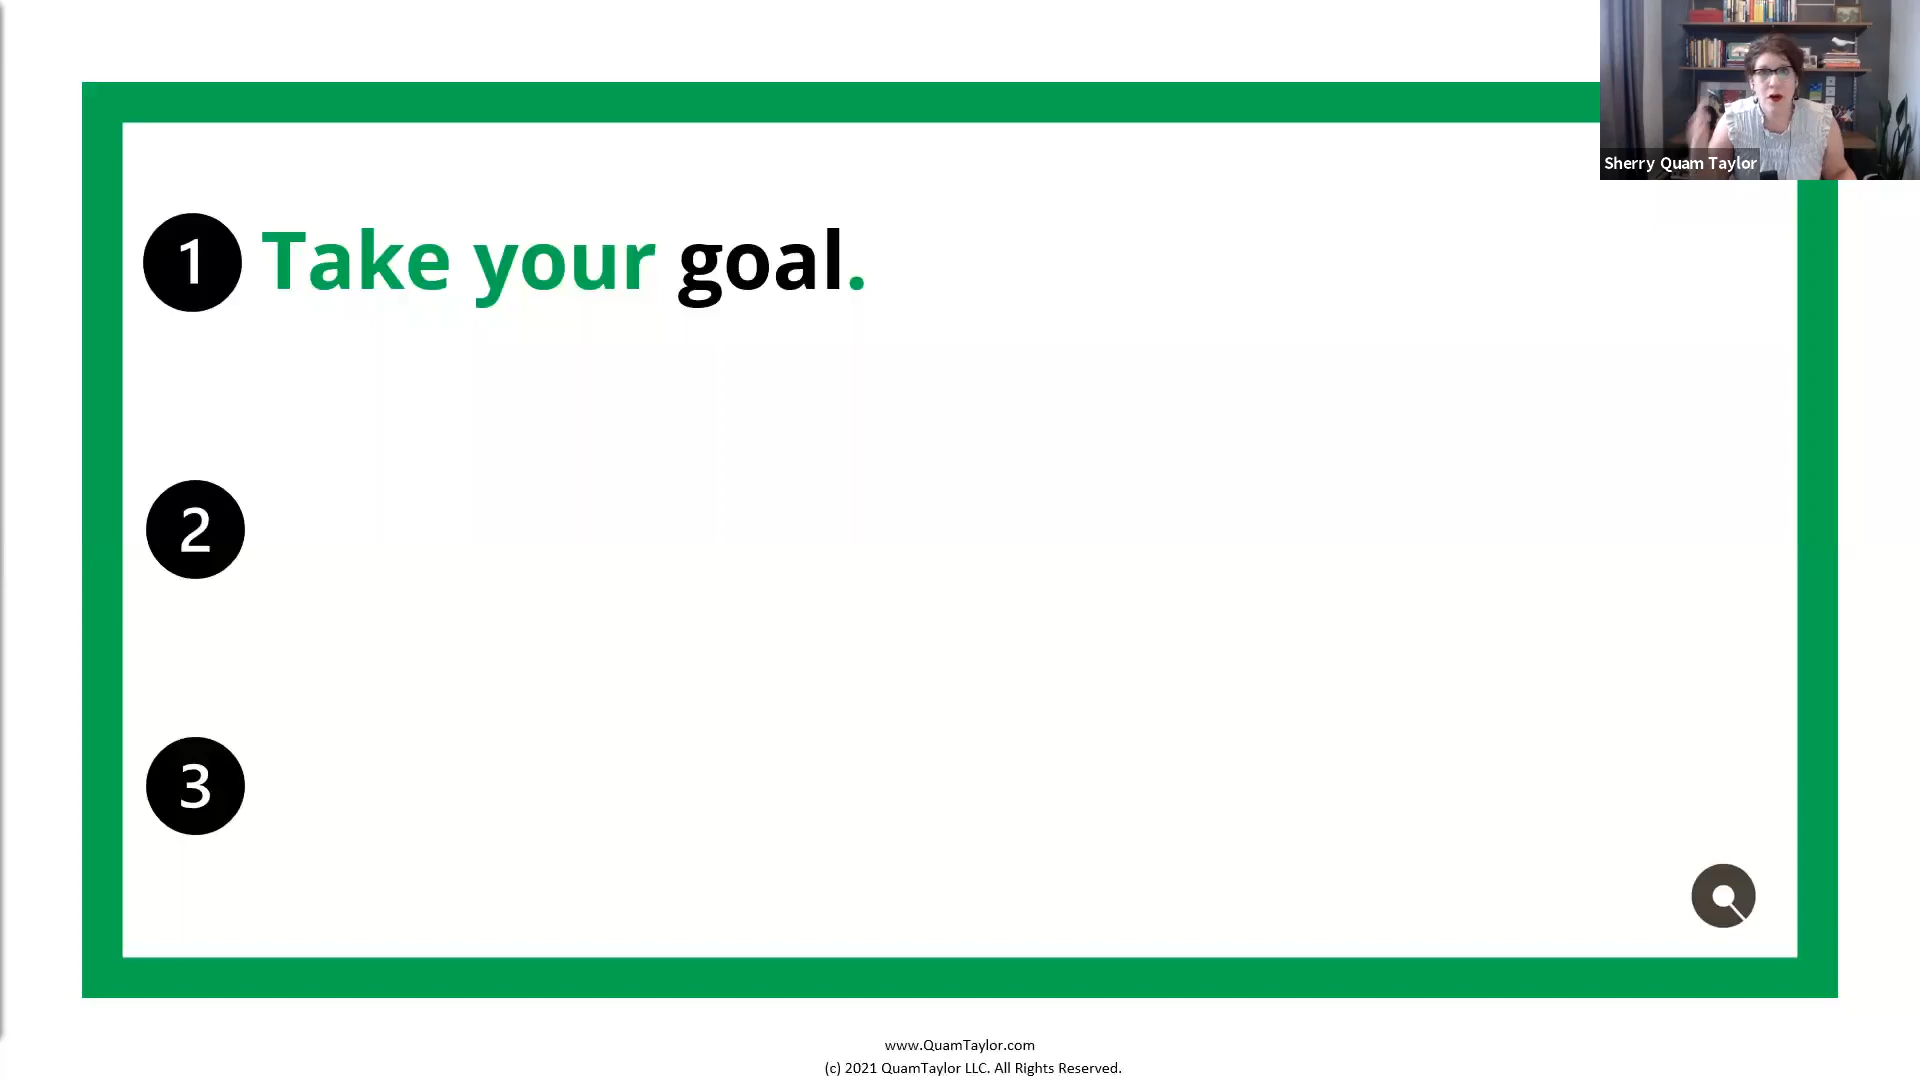 Sherry Quam Taylor
1 Take your goal.
2
3
www.QuamTaylor.com
(c) 2021 QuamTaylor LLC. All Rights Reserved.